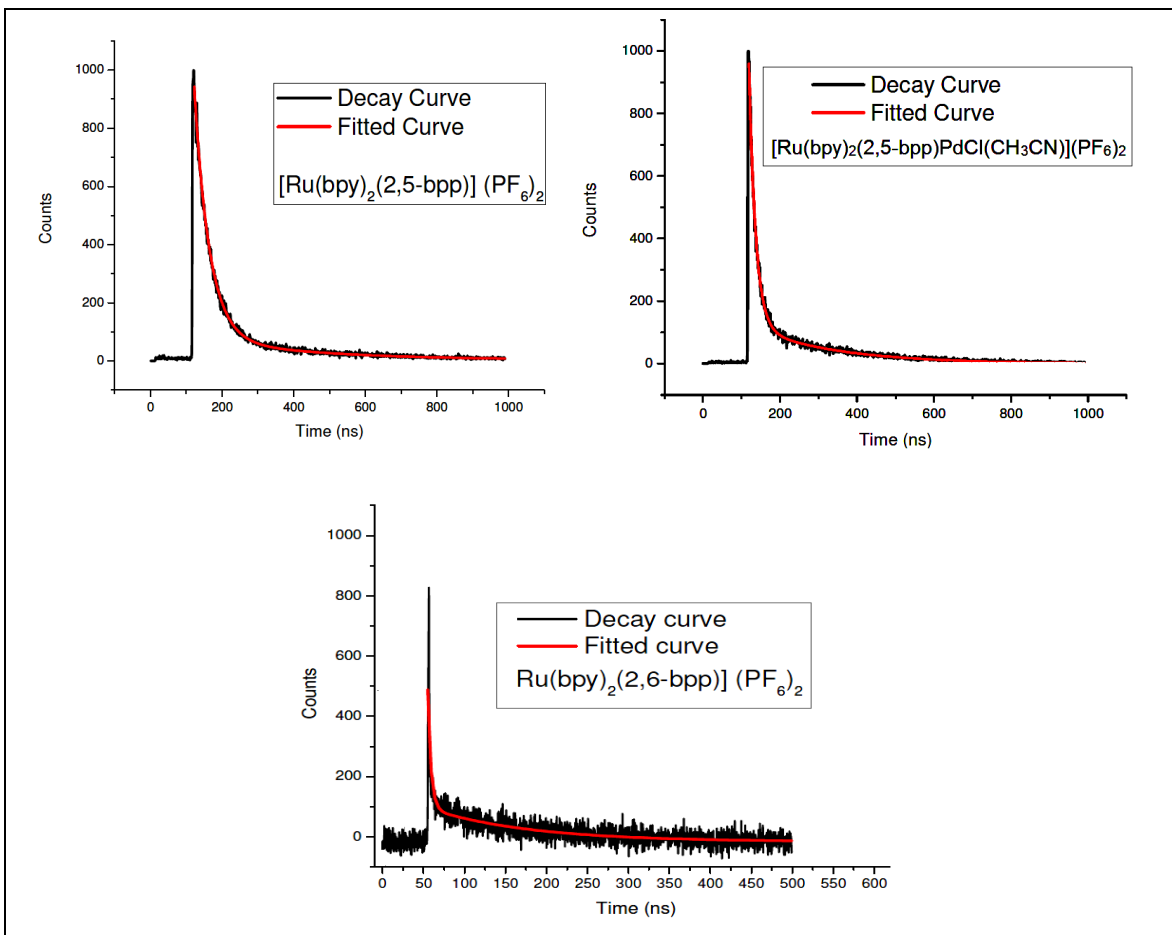 1000
800
600
400
200
0
Counts
Decay Curve
Fitted Curve
[Ru(bpy)₂(2,5-bpp)] (PF₆)₂
0 200 400 600 800 1000
Time (ns)
1000
800
600
400
200
0
Counts
Decay Curve
Fitted Curve
[Ru(bpy)₂(2,5-bpp)PdCl(CH₃CN)](PF₆)₂
0 200 400 600 800 1000
Time (ns)
1000
800
600
400
200
0
Counts
Decay curve
Fitted curve
Ru(bpy)₂(2,6-bpp)] (PF₆)₂
0 50 100 150 200 250 300 350 400 450 500 550 600
Time (ns)